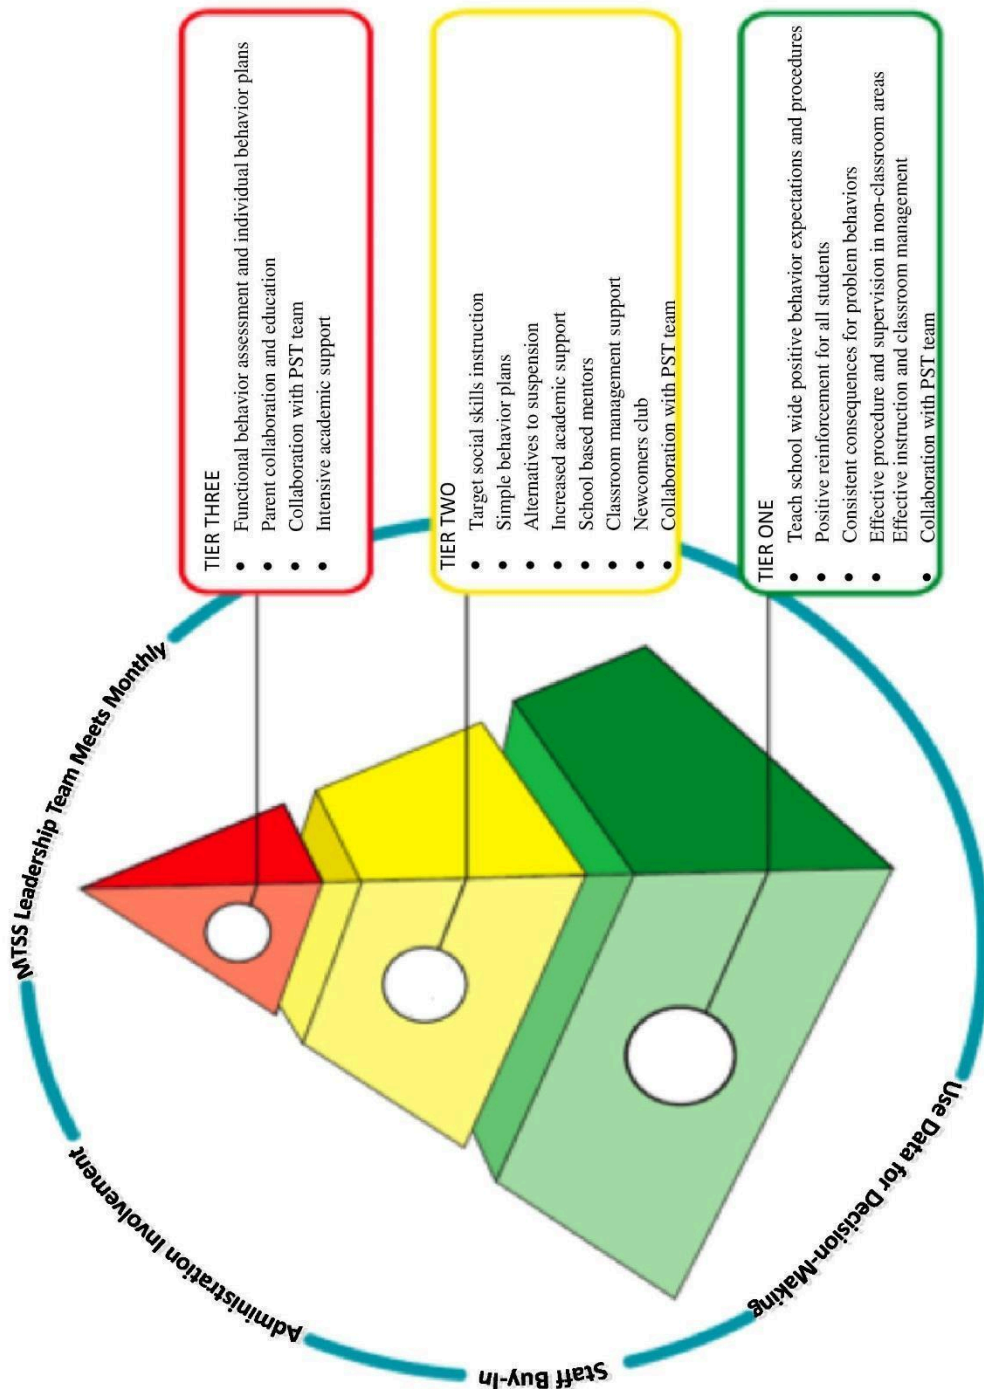 MTSS Leadership Team Meets Monthly
Administration Involvement
Staff Buy-In
Use Data for Decision-Making
TIER THREE
• Functional behavior assessment and individual behavior plans
• Parent collaboration and education
• Collaboration with PST team
• Intensive academic support
TIER TWO
• Target social skills instruction
• Simple behavior plans
• Alternatives to suspension
• Increased academic support
• School based mentors
• Classroom management support
• Newcomers club
• Collaboration with PST team
TIER ONE
• Teach school wide positive behavior expectations and procedures
• Positive reinforcement for all students
• Consistent consequences for problem behaviors
• Effective procedure and supervision in non-classroom areas
Effective instruction and classroom management
• Collaboration with PST team